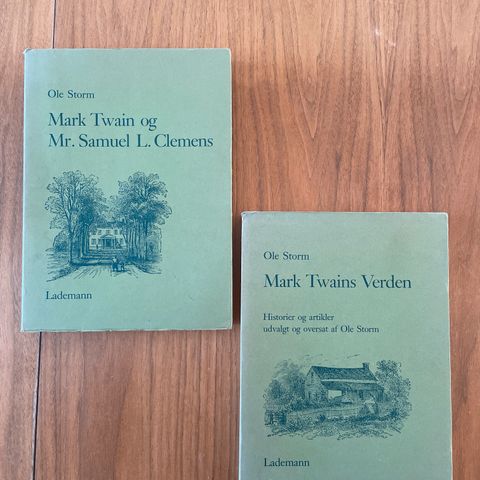 Ole Storm
Mark Twain og
Mr. Samuel L. Clemens
Lademann
Ole Storm
Mark Twains Verden
Historier og artikler
udvalgt og oversat af Ole Storm
Lademann